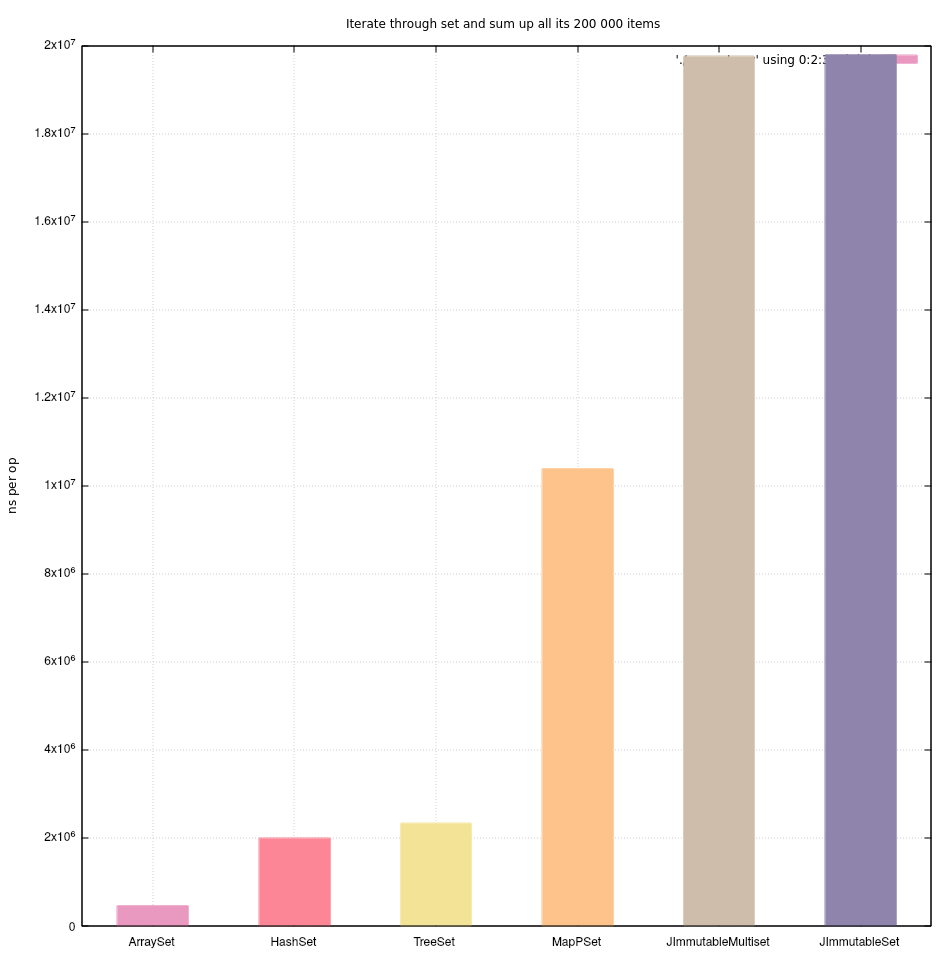 Iterate through set and sum up all its 200 000 items
2x10⁷
' using 0:2:
1.8x10⁷
1.6x10⁷
1.4x10⁷
1.2x10⁷
ns per op
1x10⁷
8x10⁶
6x10⁶
4x10⁶
2x10⁶
0
ArraySet HashSet TreeSet MapPSet JImmutableMultiset JImmutableSet